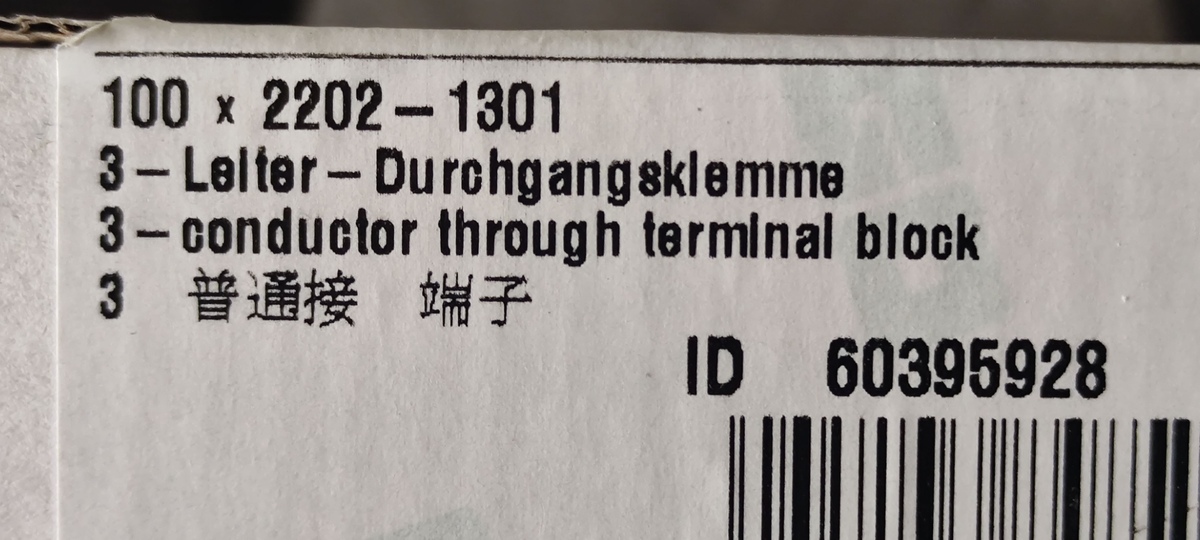 100 x 2202-1301
3-Leiter-Durchgangsklemme
3-conductor through terminal block
3 普通接 端子
ID 60395928